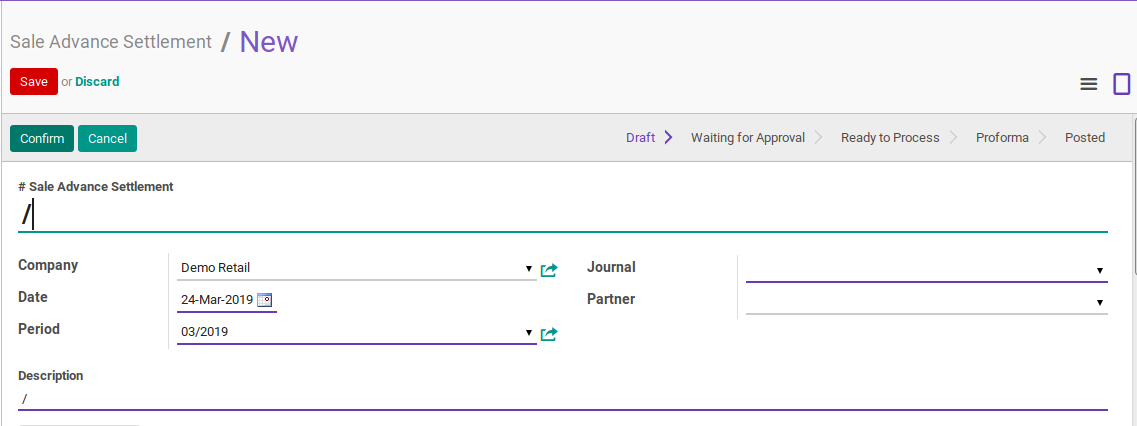 Sale Advance Settlement / New
Save or Discard
Confirm Cancel Draft Waiting for Approval Ready to Process Proforma Posted
# Sale Advance Settlement
/
Company Demo Retail Journal
Date 24-Mar-2019 Partner
Period 03/2019
Description
/